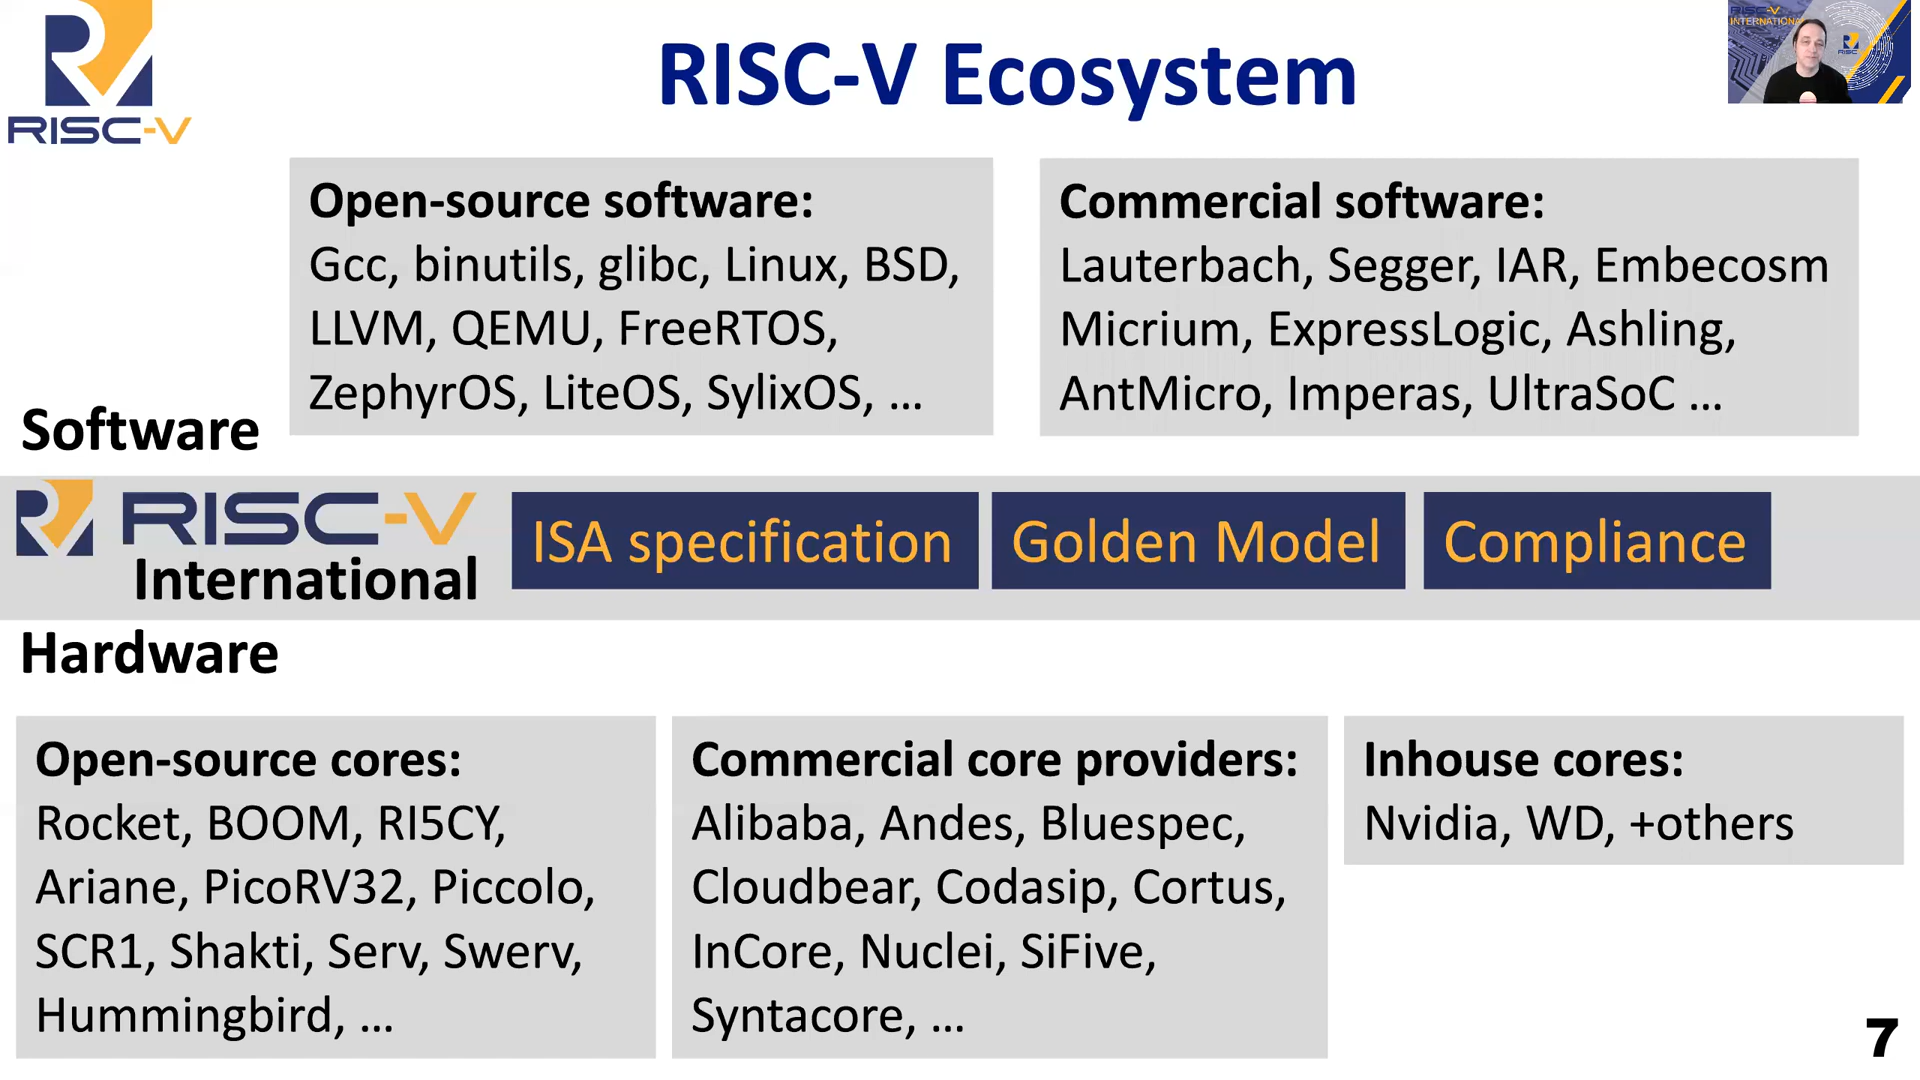 RISC-V
RISC-V Ecosystem
RISC-V
INTERNATIONAL
RISC
Open-source software:
Gcc, binutils, glibc, Linux, BSD,
LLVM, QEMU, FreeRTOS,
ZephyrOS, LiteOS, SylixOS, ...
Commercial software:
Lauterbach, Segger, IAR, Embecosm
Micrium, ExpressLogic, Ashling,
AntMicro, Imperas, UltraSoC ...
Software
RISC-V
International
ISA specification
Golden Model
Compliance
Hardware
Open-source cores:
Rocket, BOOM, RI5CY,
Ariane, PicoRV32, Piccolo,
SCR1, Shakti, Serv, Swerv,
Hummingbird, ...
Commercial core providers:
Alibaba, Andes, Bluespec,
Cloudbear, Codasip, Cortus,
InCore, Nuclei, SiFive,
Syntacore, ...
Inhouse cores:
Nvidia, WD, +others
7